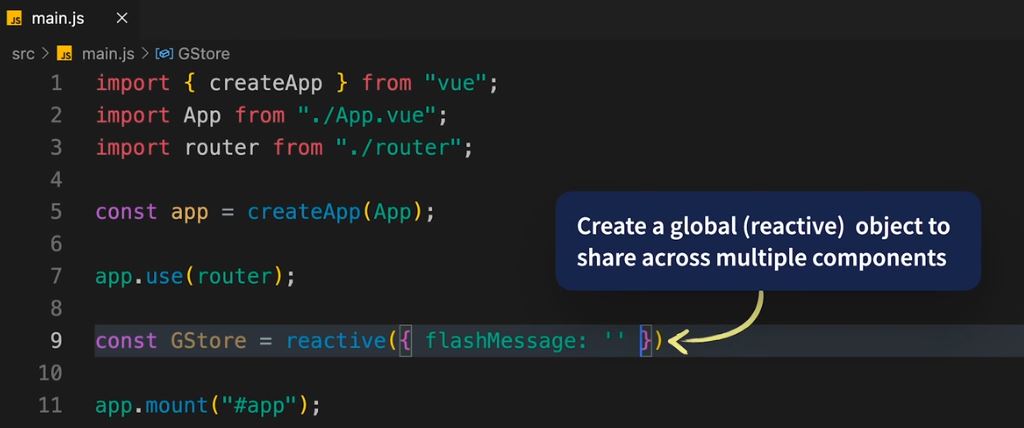 JS main.js ×
src > JS main.js > GStore
1 import { createApp } from "vue";
2 import App from "./App.vue";
3 import router from "./router";
4
5 const app = createApp(App);
6
7 app.use(router);
8
9 const GStore = reactive({ flashMessage: '' })
10
11 app.mount("#app");
Create a global (reactive) object to
share across multiple components